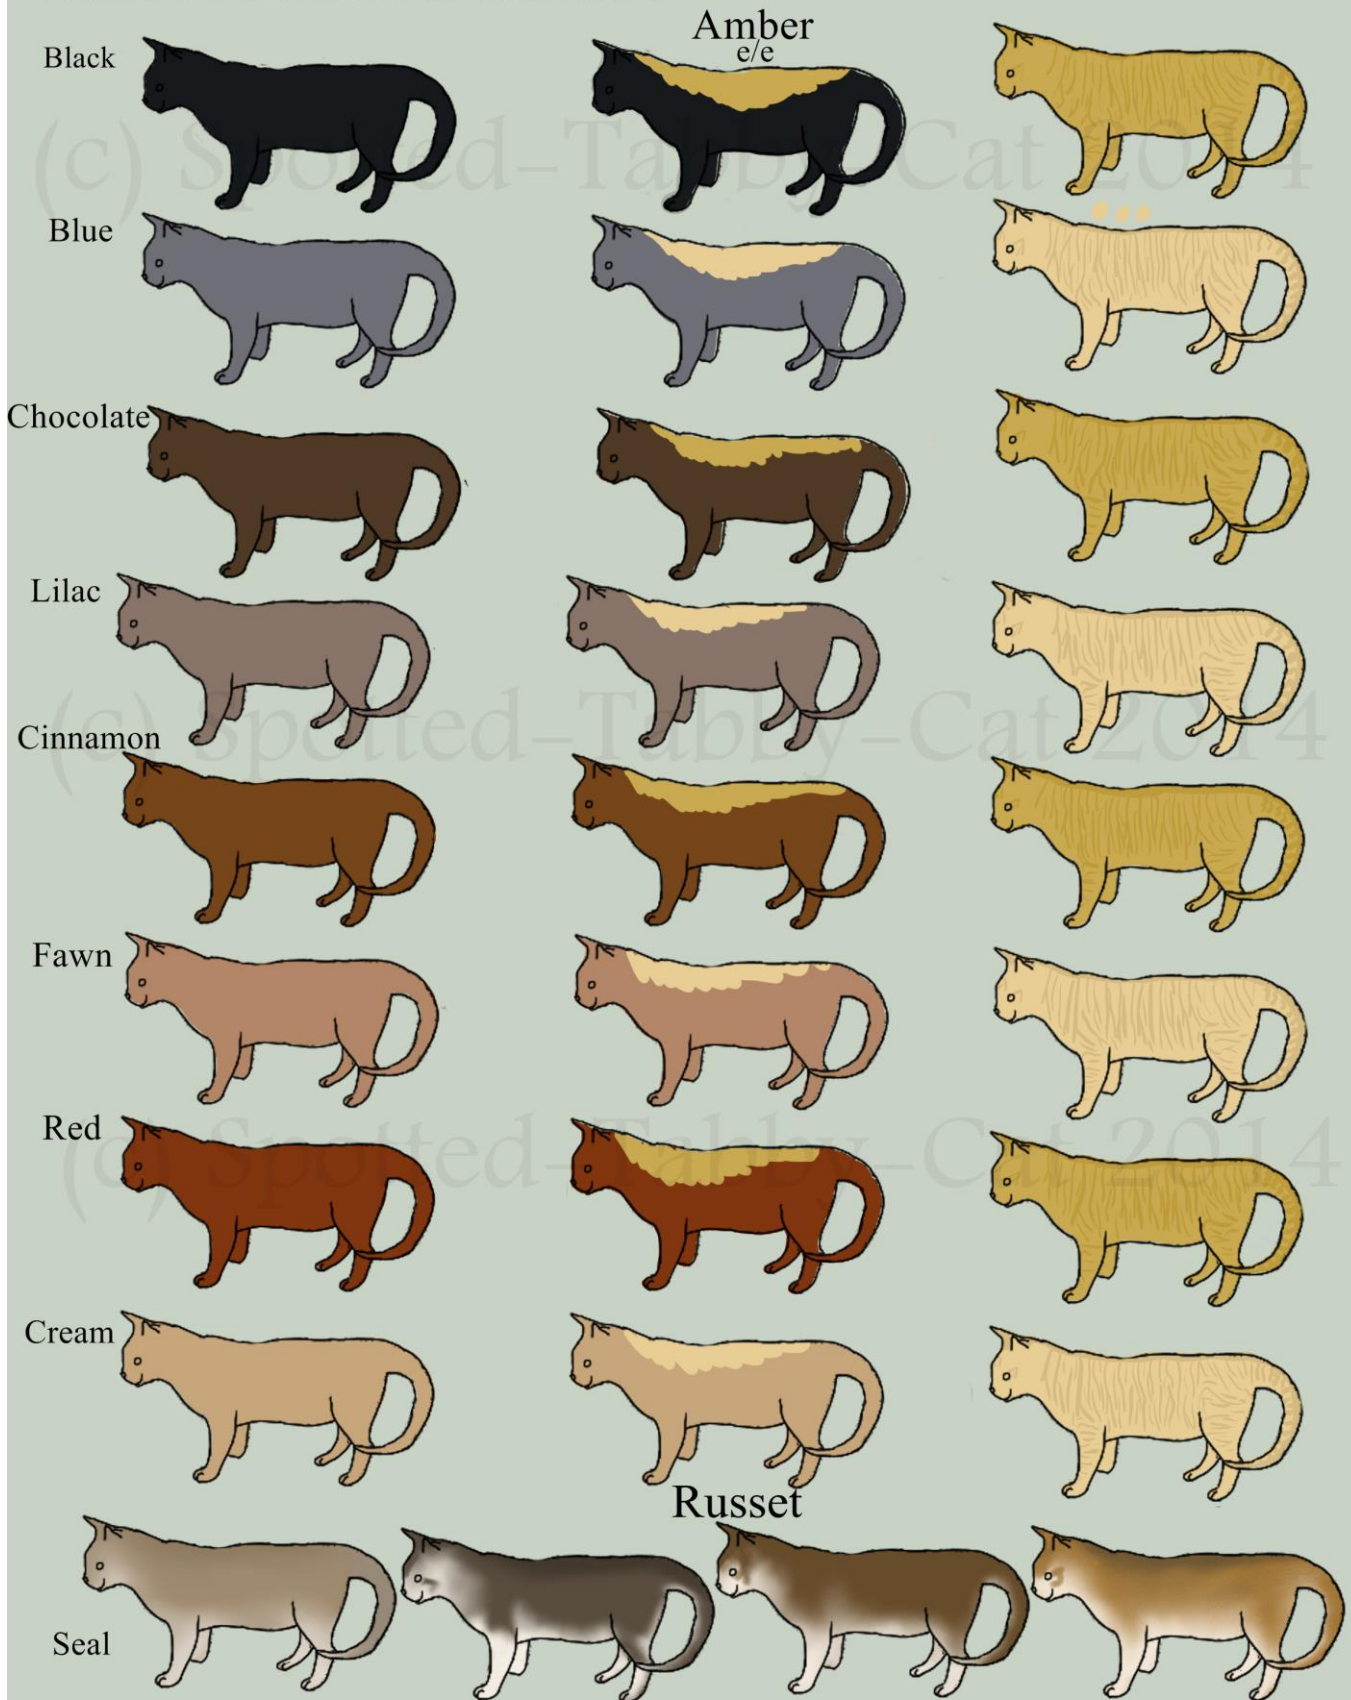 Amber
e/e
Black
(c) Spotted-Tabby-Cat 2014
Blue
Chocolate
Lilac
(c) Spotted-Tabby-Cat 2014
Cinnamon
Fawn
Red
(c) Spotted-Tabby-Cat 2014
Cream
Russet
Seal